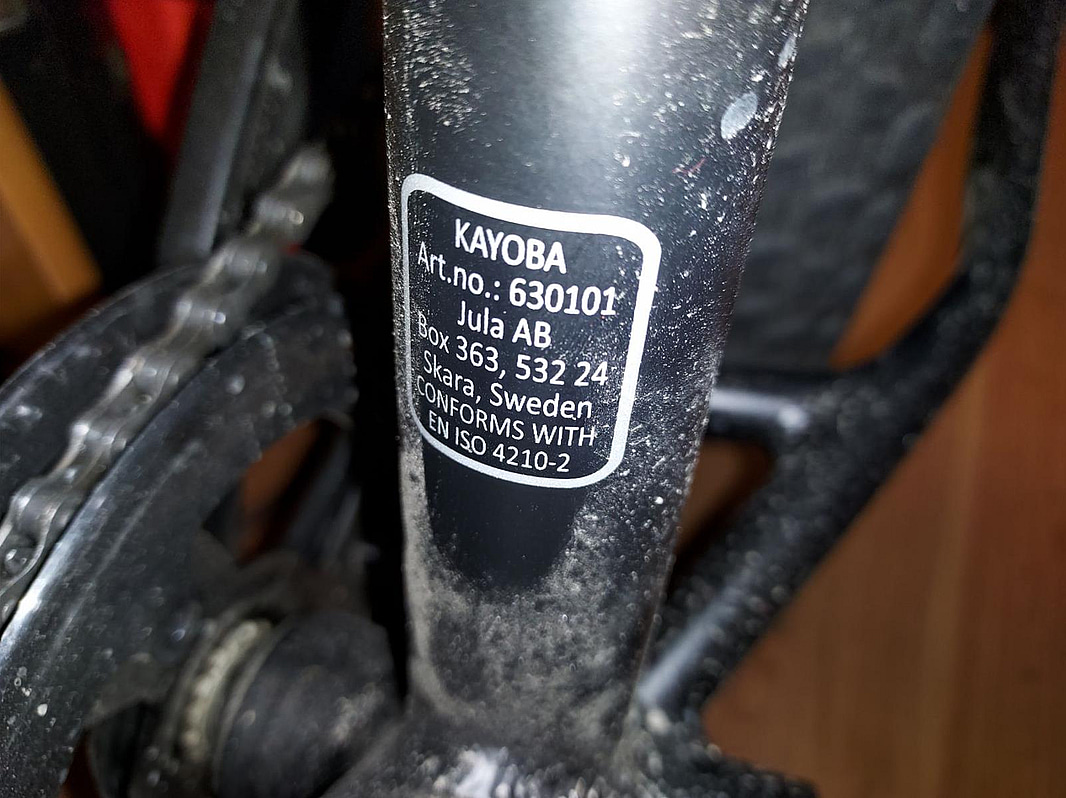 KAYOBA
Art.no.: 630101
Jula AB
Box 363, 532 24
Skara, Sweden
CONFORMS WITH
EN ISO 4210-2